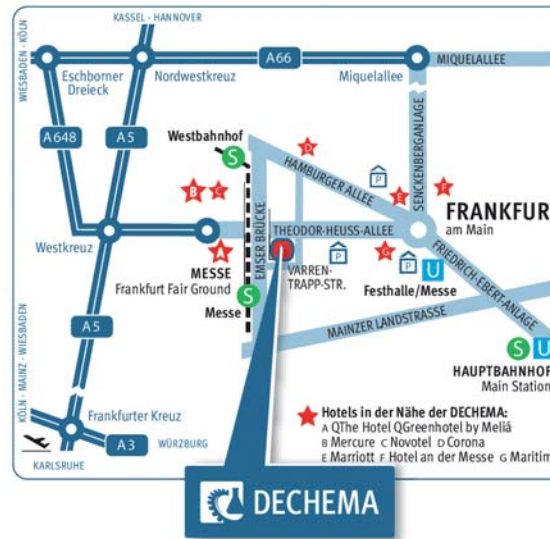 KASSEL - HANNOVER
WIESBADEN - KÖLN
A66
MIQUELALLEE
Eschborner
Dreieck
Nordwestkreuz
Miquelallee
A648
A5
Westbahnhof
S
D
HAMBURGER ALLEE
SENCKENBERGANLAGE
P
B
C
E
F
FRANKFUR
am Main
Westkreuz
THEODOR-HEUSS-ALLEE
A
EMSER BRÜCKE
P
G
P
U
FRIEDRICH-EBERT-ANLAGE
MESSE
Frankfurt Fair Ground
VARREN-
TRAPP-STR.
Festhalle/Messe
S
Messe
A5
MAINZER LANDSTRASSE
S U
HAUPTBAHNHOF
Main Station
KÖLN - MAINZ - WIESBADEN
Frankfurter Kreuz
A3
WÜRZBURG
KARLSRUHE
Hotels in der Nähe der DECHEMA:
A QThe Hotel QGreenhotel by Meliá
B Mercure C Novotel D Corona
E Marriott F Hotel an der Messe G Maritim
DECHEMA